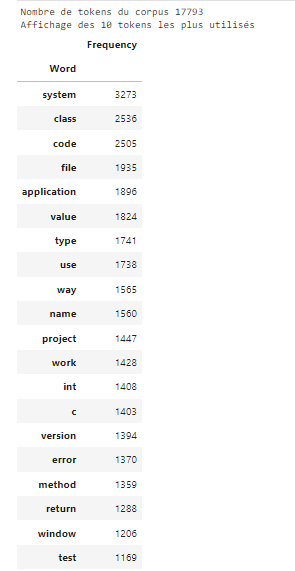 Nombre de tokens du corpus 17793
Affichage des 10 tokens les plus utilisés
Frequency
Word
system 3273
class 2536
code 2505
file 1935
application 1896
value 1824
type 1741
use 1738
way 1565
name 1560
project 1447
work 1428
int 1408
c 1403
version 1394
error 1370
method 1359
return 1288
window 1206
test 1169